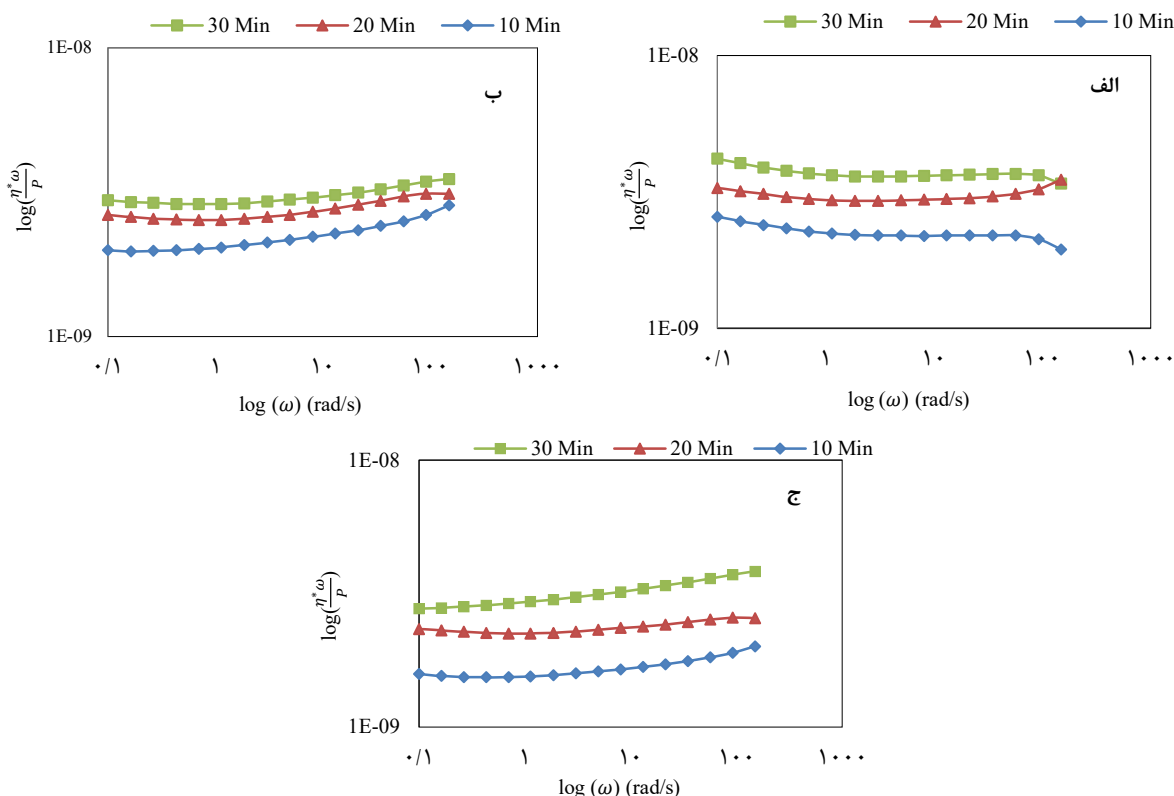 30 Min 20 Min 10 Min
1E-08
الف
log(η*ω/P)
1E-09
۰/۱ ۱ ۱۰ ۱۰۰ ۱۰۰۰
log (ω) (rad/s)
30 Min 20 Min 10 Min
1E-08
ب
log(η*ω/P)
1E-09
۰/۱ ۱ ۱۰ ۱۰۰ ۱۰۰۰
log (ω) (rad/s)
30 Min 20 Min 10 Min
1E-08
ج
log(η*ω/P)
1E-09
۰/۱ ۱ ۱۰ ۱۰۰ ۱۰۰۰
log (ω) (rad/s)